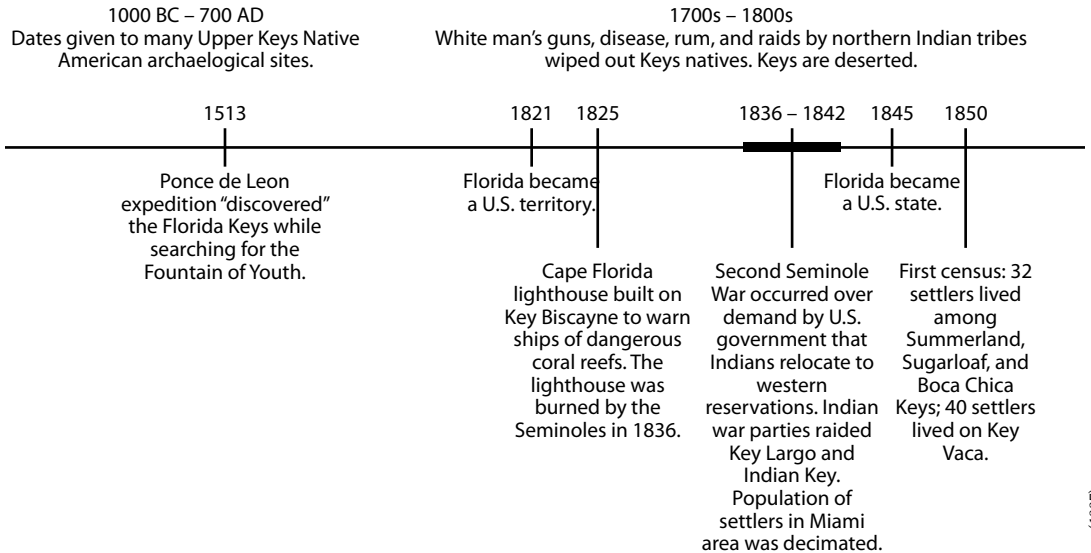 1000 BC – 700 AD
Dates given to many Upper Keys Native
American archaelogical sites.
1700s – 1800s
White man’s guns, disease, rum, and raids by northern Indian tribes
wiped out Keys natives. Keys are deserted.
1513
1821
1825
1836 – 1842
1845
1850
Ponce de Leon
expedition “discovered”
the Florida Keys while
searching for the
Fountain of Youth.
Florida became
a U.S. territory.
Cape Florida
lighthouse built on
Key Biscayne to warn
ships of dangerous
coral reefs. The
lighthouse was
burned by the
Seminoles in 1836.
Second Seminole
War occurred over
demand by U.S.
government that
Indians relocate to
western
reservations. Indian
war parties raided
Key Largo and
Indian Key.
Population of
settlers in Miami
area was decimated.
Florida became
a U.S. state.
First census: 32
settlers lived
among
Summerland,
Sugarloaf, and
Boca Chica
Keys; 40 settlers
lived on Key
Vaca.